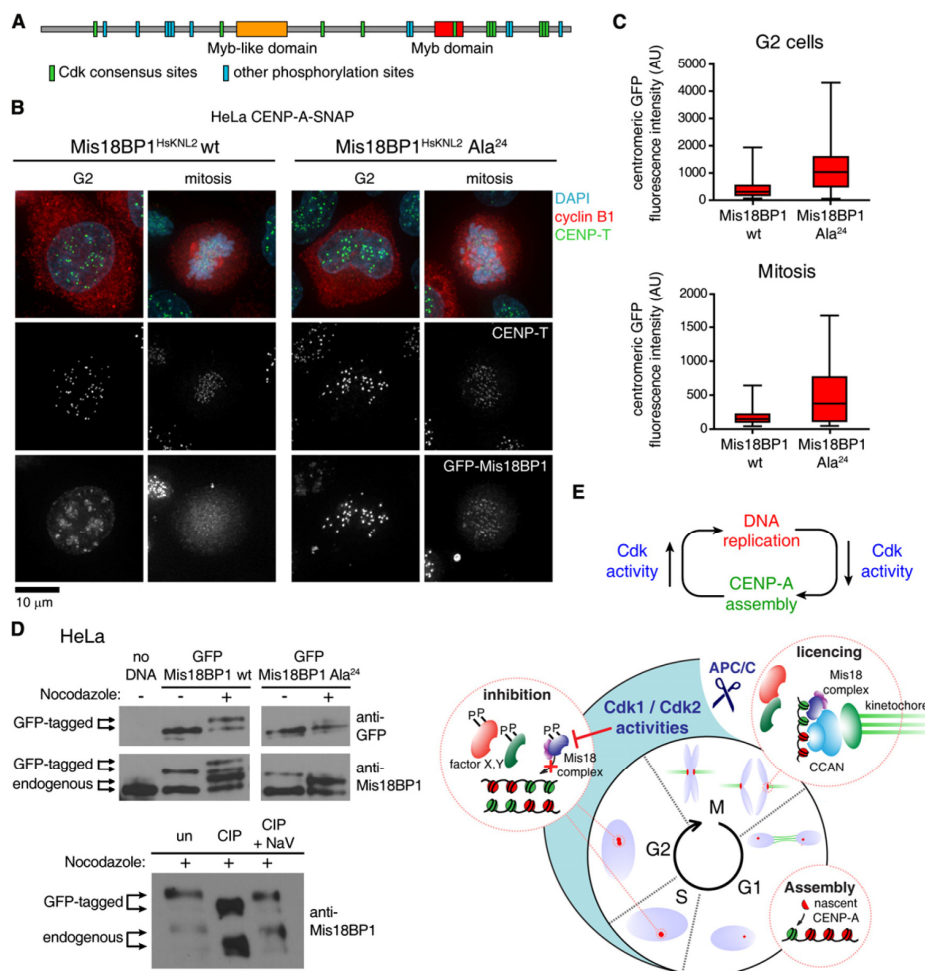 A
Myb-like domain
Myb domain
Cdk consensus sites
other phosphorylation sites
B
HeLa CENP-A-SNAP
Mis18BP1HsKNL2 wt
Mis18BP1HsKNL2 Ala24
G2
mitosis
G2
mitosis
DAPI
cyclin B1
CENP-T
CENP-T
GFP-Mis18BP1
10 μm
C
G2 cells
centromeric GFP
fluorescence intensity (AU)
5000
4000
3000
2000
1000
0
Mis18BP1
wt
Mis18BP1
Ala24
Mitosis
centromeric GFP
fluorescence intensity (AU)
2000
1500
1000
500
0
Mis18BP1
wt
Mis18BP1
Ala24
D
HeLa
no
DNA
GFP
Mis18BP1 wt
GFP
Mis18BP1 Ala24
Nocodazole:
-
-
+
-
+
GFP-tagged
anti-
GFP
GFP-tagged
endogenous
anti-
Mis18BP1
un
CIP
CIP
+ NaV
Nocodazole:
+
+
+
GFP-tagged
endogenous
anti-
Mis18BP1
E
Cdk
activity
DNA
replication
CENP-A
assembly
Cdk
activity
inhibition
PP
PP
PP
factor X,Y
Mis18
complex
Cdk1 / Cdk2
activities
APC/C
licencing
Mis18
complex
kinetochore
CCAN
M
G2
S
G1
Assembly
nascent
CENP-A